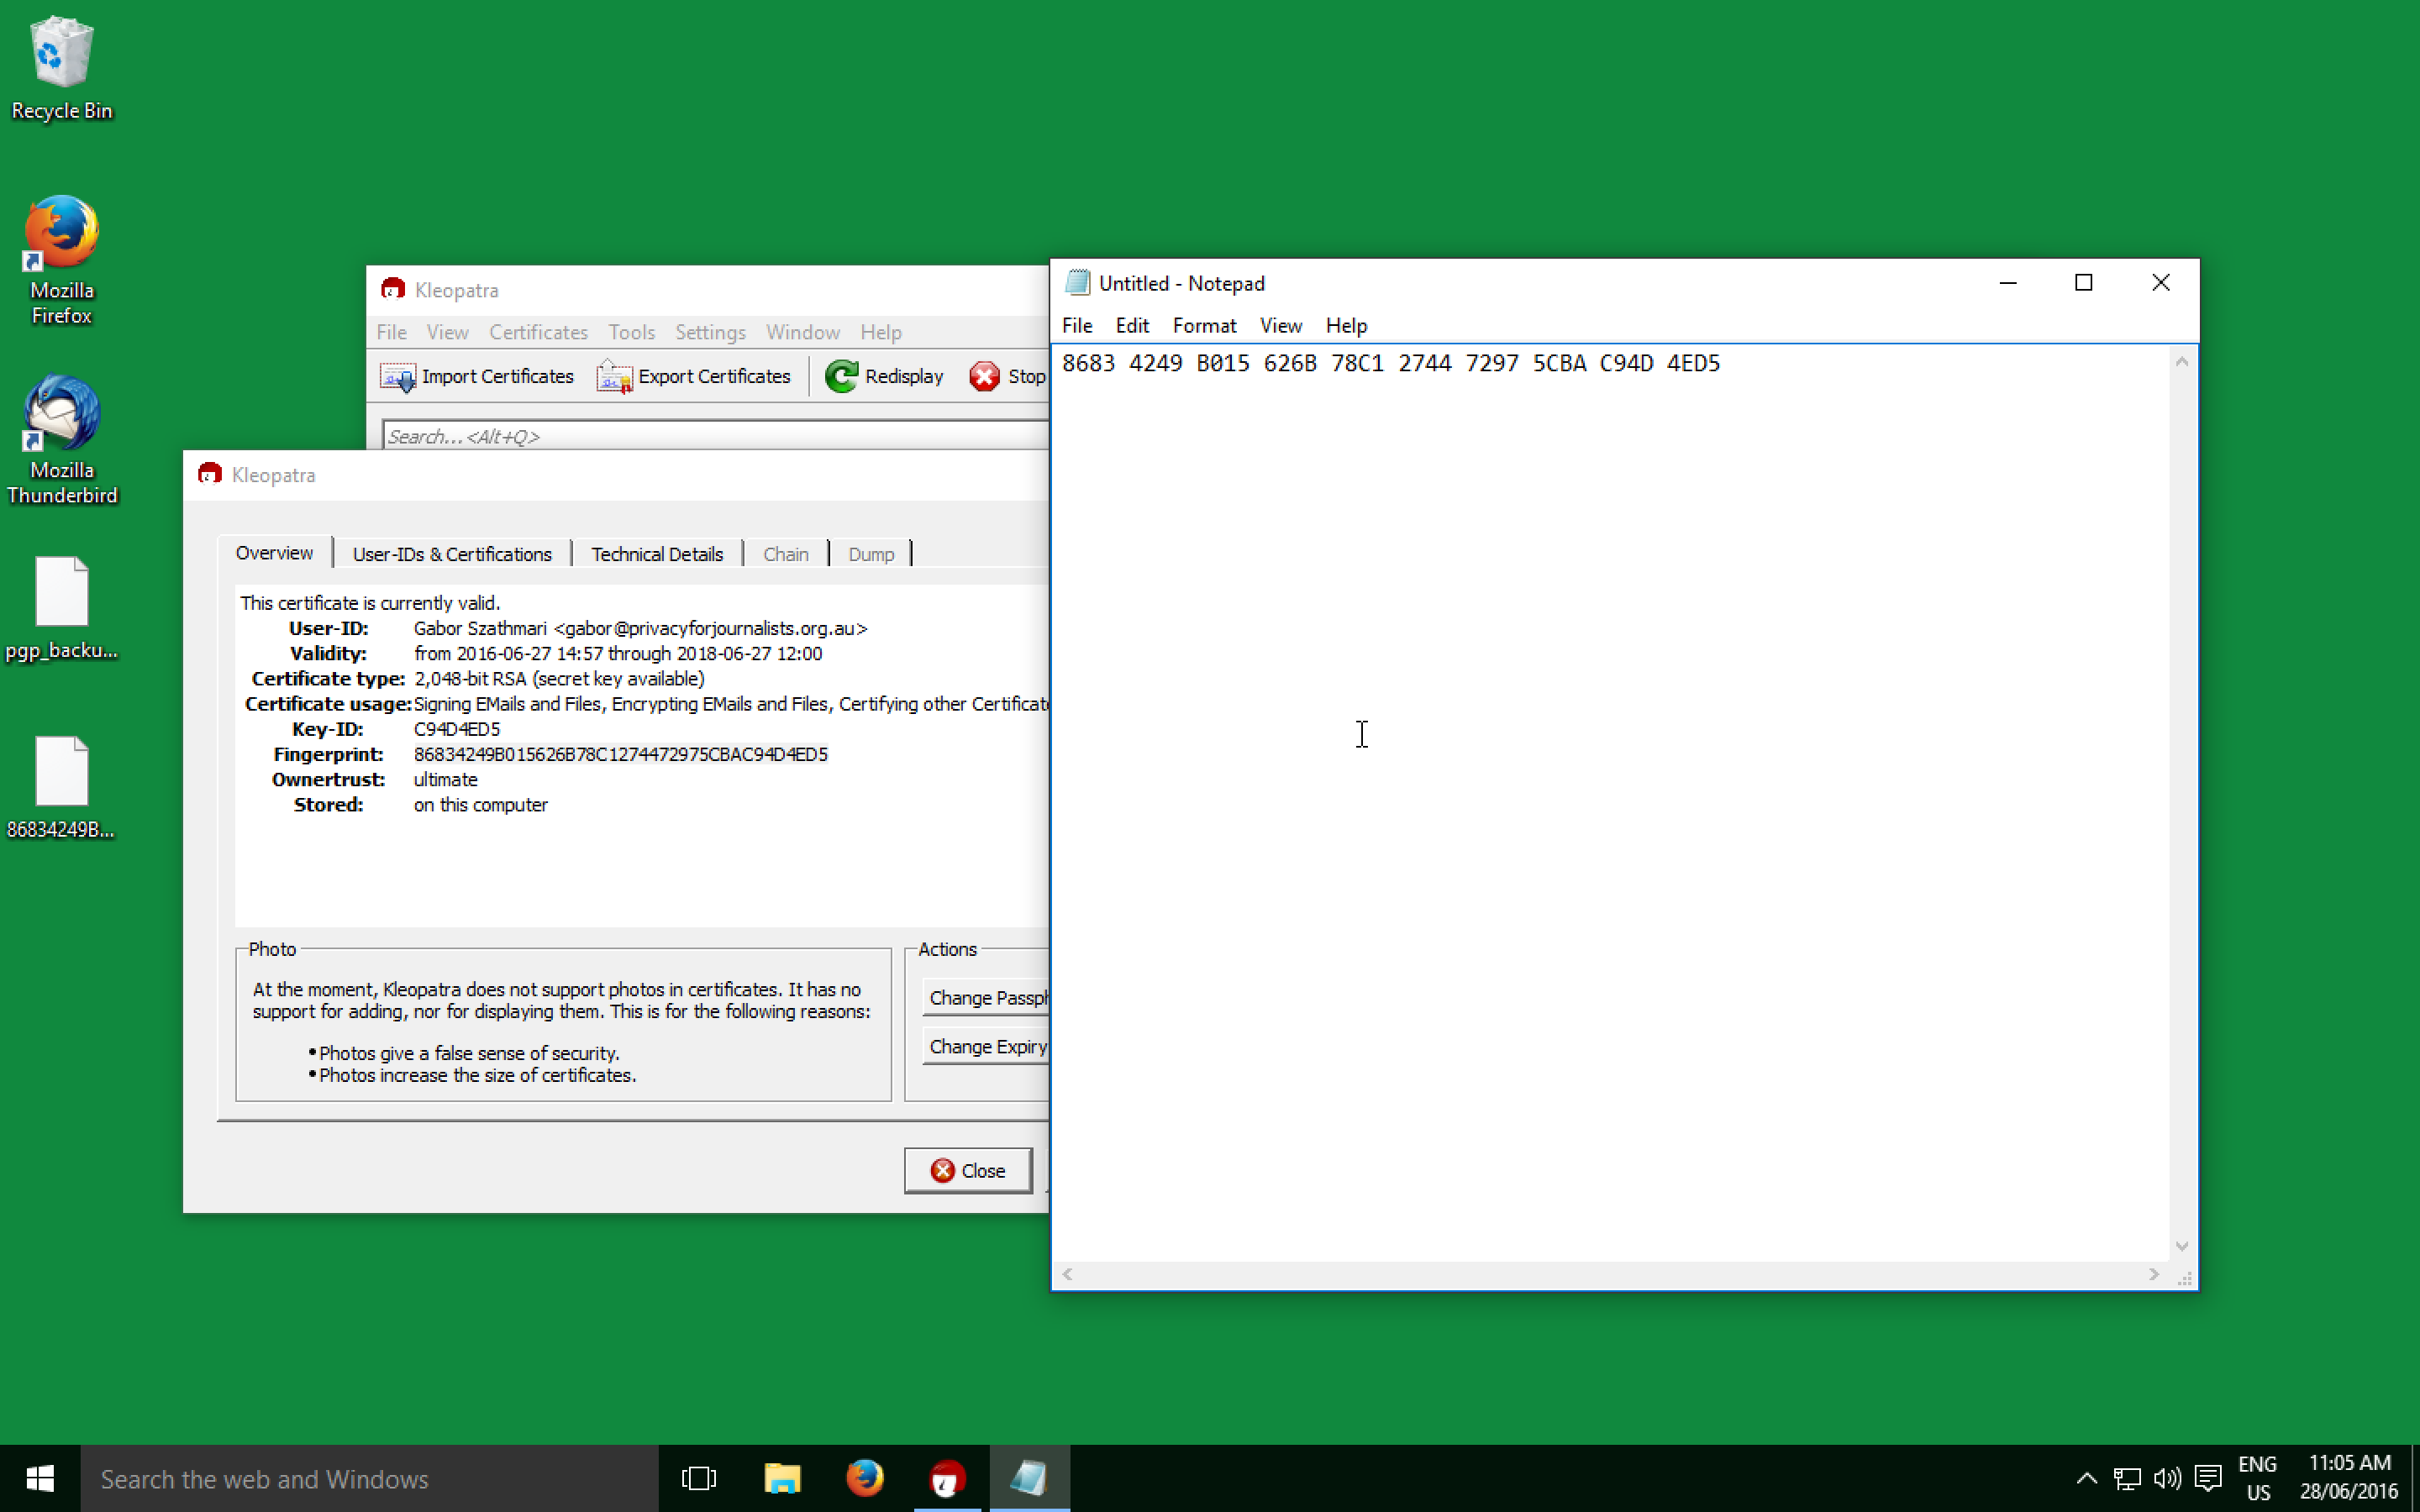 Recycle Bin
Mozilla
Firefox
Mozilla
Thunderbird
pgp_backu...
86834249B...
Kleopatra
File View Certificates Tools Settings Window Help
Import Certificates Export Certificates Redisplay Stop
Search...<Alt+Q>
Kleopatra
Overview User-IDs & Certifications Technical Details Chain Dump
This certificate is currently valid.
User-ID: Gabor Szathmari <gabor@privacyforjournalists.org.au>
Validity: from 2016-06-27 14:57 through 2018-06-27 12:00
Certificate type: 2,048-bit RSA (secret key available)
Certificate usage: Signing EMails and Files, Encrypting EMails and Files, Certifying other Certificat
Key-ID: C94D4ED5
Fingerprint: 86834249B015626B78C1274472975CBAC94D4ED5
Ownertrust: ultimate
Stored: on this computer
Photo
At the moment, Kleopatra does not support photos in certificates. It has no
support for adding, nor for displaying them. This is for the following reasons:
•Photos give a false sense of security.
•Photos increase the size of certificates.
Actions
Change Passph
Change Expiry
Close
Untitled - Notepad
File Edit Format View Help
8683 4249 B015 626B 78C1 2744 7297 5CBA C94D 4ED5
Search the web and Windows
ENG
US
11:05 AM
28/06/2016